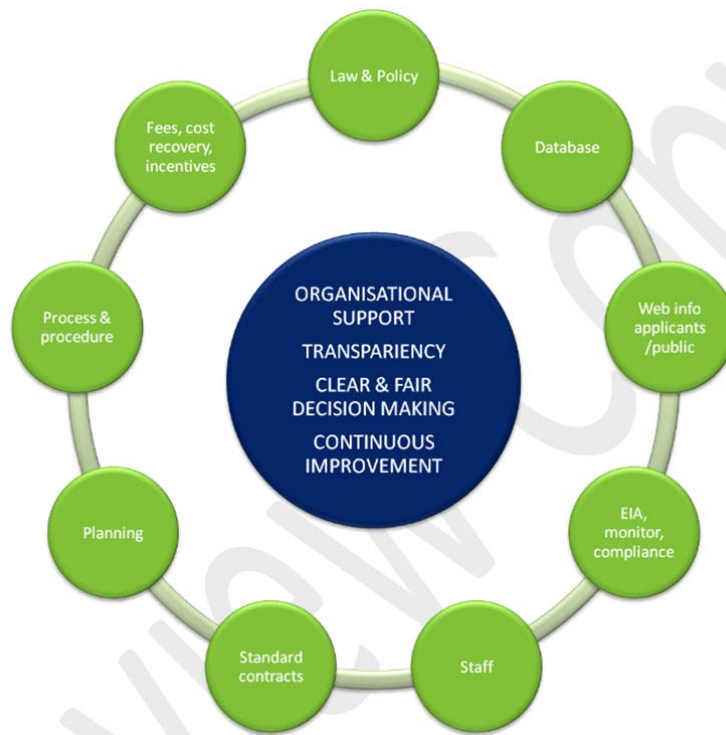 Law & Policy
Database
Web info
applicants
/public
EIA,
monitor,
compliance
Staff
Standard
contracts
Planning
Process &
procedure
Fees, cost
recovery,
incentives
ORGANISATIONAL
SUPPORT
TRANSPARIENCY
CLEAR & FAIR
DECISION MAKING
CONTINUOUS
IMPROVEMENT